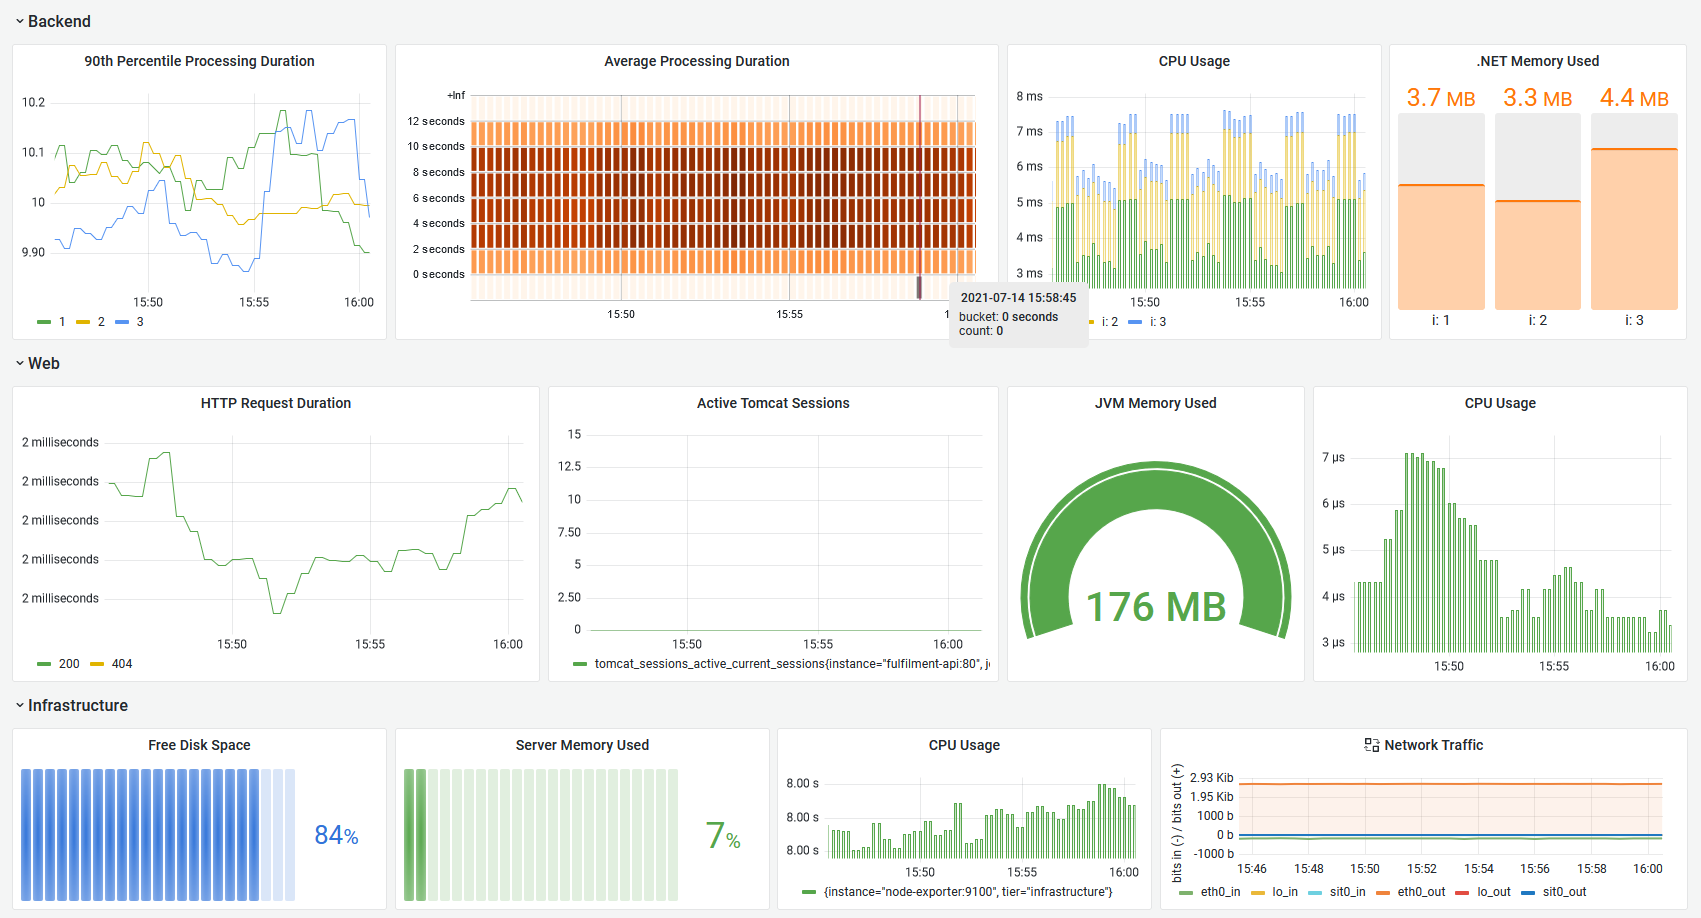 Backend
90th Percentile Processing Duration
10.2
10.1
10
9.90
15:50 15:55 16:00
1 2 3
Average Processing Duration
+Inf
12 seconds
10 seconds
8 seconds
6 seconds
4 seconds
2 seconds
0 seconds
15:50 15:55 1
2021-07-14 15:58:45
bucket: 0 seconds
count: 0
CPU Usage
8 ms
7 ms
6 ms
5 ms
4 ms
3 ms
15:50 15:55 16:00
i: 2 i: 3
.NET Memory Used
3.7 MB 3.3 MB 4.4 MB
i: 1 i: 2 i: 3
Web
HTTP Request Duration
2 milliseconds
2 milliseconds
2 milliseconds
2 milliseconds
2 milliseconds
15:50 15:55 16:00
200 404
Active Tomcat Sessions
15
12.5
10
7.50
5
2.50
0
15:50 15:55 16:00
tomcat_sessions_active_current_sessions{instance="fulfilment-api:80", j
JVM Memory Used
176 MB
CPU Usage
7 µs
6 µs
5 µs
4 µs
3 µs
15:50 15:55 16:00
Infrastructure
Free Disk Space
84%
Server Memory Used
7%
CPU Usage
8.00 s
8.00 s
8.00 s
15:50 15:55 16:00
{instance="node-exporter:9100", tier="infrastructure"}
Network Traffic
bits in (-) / bits out (+)
2.93 Kib
1.95 Kib
1000 b
0 b
-1000 b
15:46 15:48 15:50 15:52 15:54 15:56 15:58 16:00
eth0_in lo_in sit0_in eth0_out lo_out sit0_out